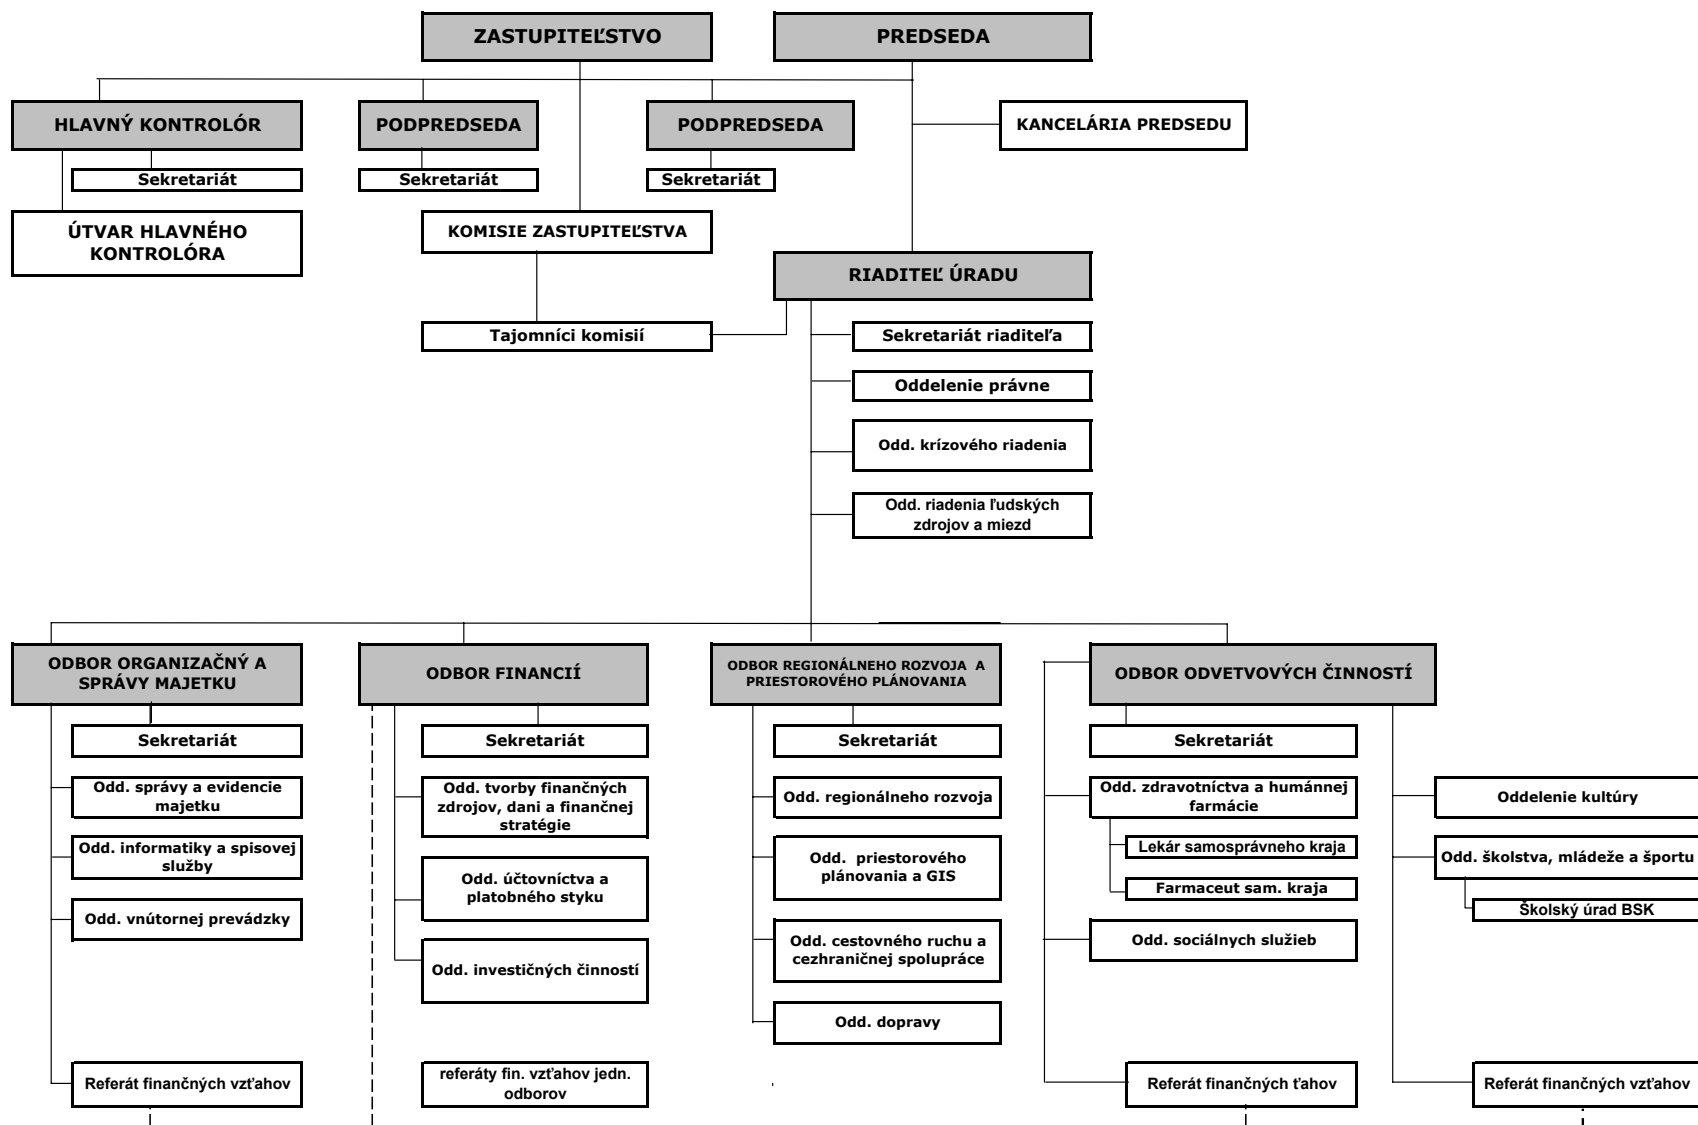 ZASTUPITEĽSTVO
PREDSEDA
HLAVNÝ KONTROLÓR
PODPREDSEDA
PODPREDSEDA
KANCELÁRIA PREDSEDU
Sekretariát
Sekretariát
Sekretariát
ÚTVAR HLAVNÉHO
KONTROLÓRA
KOMISIE ZASTUPITEĽSTVA
RIADITEĽ ÚRADU
Tajomníci komisií
Sekretariát riaditeľa
Oddelenie právne
Odd. krízového riadenia
Odd. riadenia ľudských
zdrojov a miezd
ODBOR ORGANIZAČNÝ A
SPRÁVY MAJETKU
ODBOR FINANCIÍ
ODBOR REGIONÁLNEHO ROZVOJA A
PRIESTOROVÉHO PLÁNOVANIA
ODBOR ODVETVOVÝCH ČINNOSTÍ
Sekretariát
Sekretariát
Sekretariát
Sekretariát
Odd. správy a evidencie
majetku
Odd. tvorby finančných
zdrojov, dani a finančnej
stratégie
Odd. regionálneho rozvoja
Odd. zdravotníctva a humánnej
farmácie
Oddelenie kultúry
Odd. informatiky a spisovej
služby
Odd. účtovníctva a
platobného styku
Odd. priestorového
plánovania a GIS
Lekár samosprávneho kraja
Farmaceut sam. kraja
Odd. školstva, mládeže a športu
Školský úrad BSK
Odd. vnútornej prevádzky
Odd. investičných činností
Odd. cestovného ruchu a
cezhraničnej spolupráce
Odd. sociálnych služieb
Odd. dopravy
Referát finančných vzťahov
referáty fin. vzťahov jedn.
odborov
Referát finančných ťahov
Referát finančných vzťahov